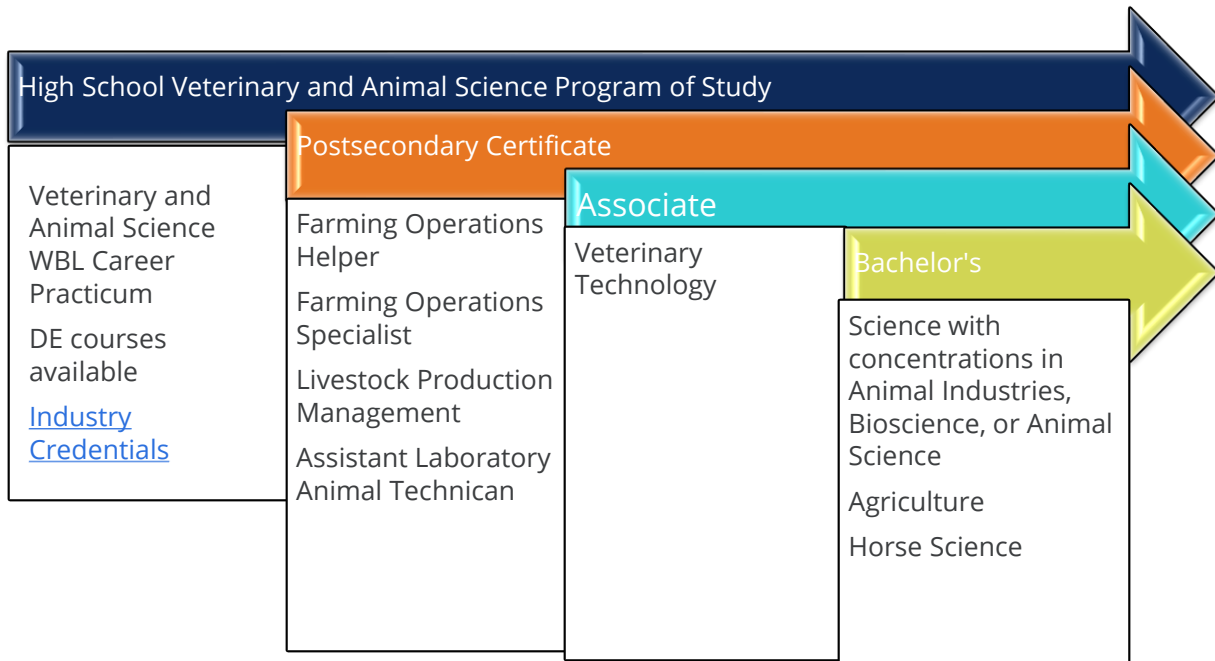 High School Veterinary and Animal Science Program of Study
Postsecondary Certificate
Associate
Bachelor's
Veterinary and
Animal Science
WBL Career
Practicum
DE courses
available
Industry
Credentials
Farming Operations
Helper
Farming Operations
Specialist
Livestock Production
Management
Assistant Laboratory
Animal Technican
Veterinary
Technology
Science with
concentrations in
Animal Industries,
Bioscience, or Animal
Science
Agriculture
Horse Science